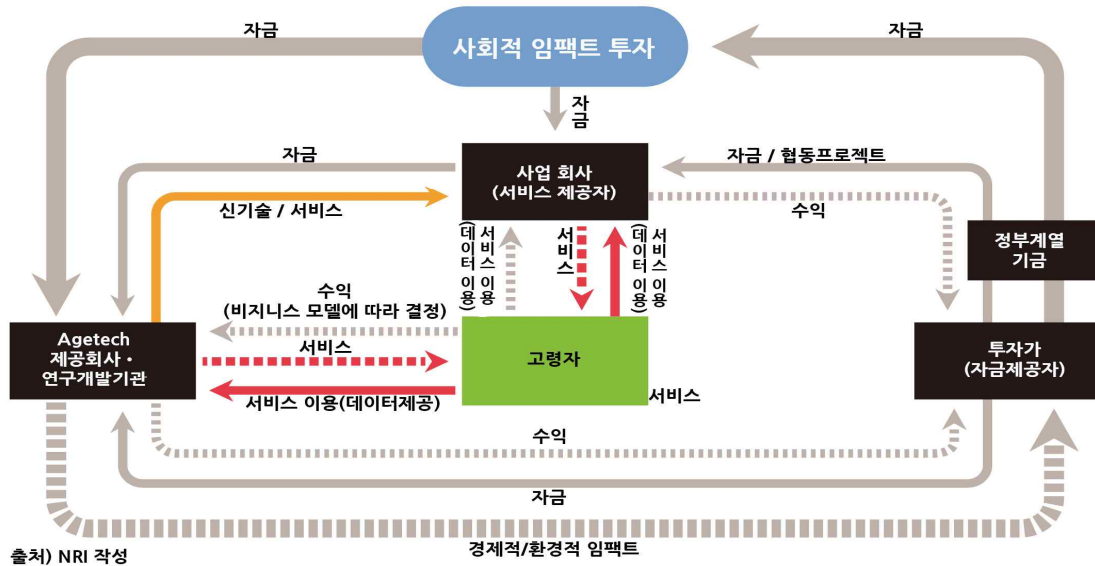 자금
사회적 임팩트 투자
자금
자
금
자금
사업 회사
(서비스 제공자)
자금 / 협동프로젝트
신기술 / 서비스
수익
서비스 이용
(데이터 이용)
서비스
서비스 이용
(데이터 이용)
정부계열
기금
수익
(비지니스 모델에 따라 결정)
Agetech
제공회사・
연구개발기관
서비스
고령자
투자가
(자금제공자)
서비스 이용(데이터제공)
서비스
수익
자금
경제적/환경적 임팩트
출처) NRI 작성